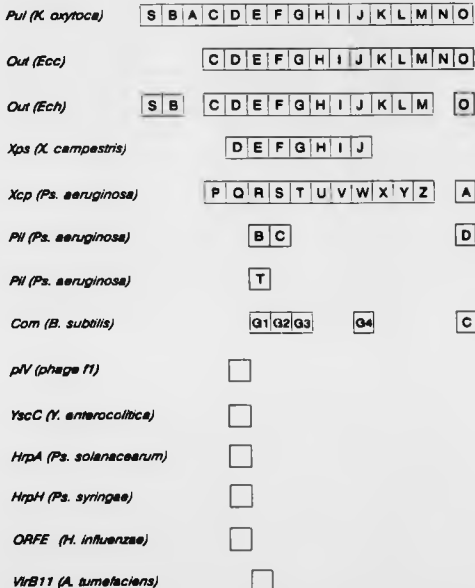 Pul (K. oxytoca) S B A C D E F G H I J K L M N O
Out (Ecc) C D E F G H I J K L M N O
Out (Ech) S B C D E F G H I J K L M O
Xps (X. campestris) D E F G H I J
Xcp (Ps. aeruginosa) P Q R S T U V W X Y Z A
Pil (Ps. aeruginosa) B C D
Pil (Ps. aeruginosa) T
Com (B. subtilis) G1 G2 G3 G4 C
pIV (phage f1)
YscC (Y. enterocolitica)
HrpA (Ps. solanacearum)
HrpH (Ps. syringae)
ORFE (H. influenzae)
VirB11 (A. tumefaciens)